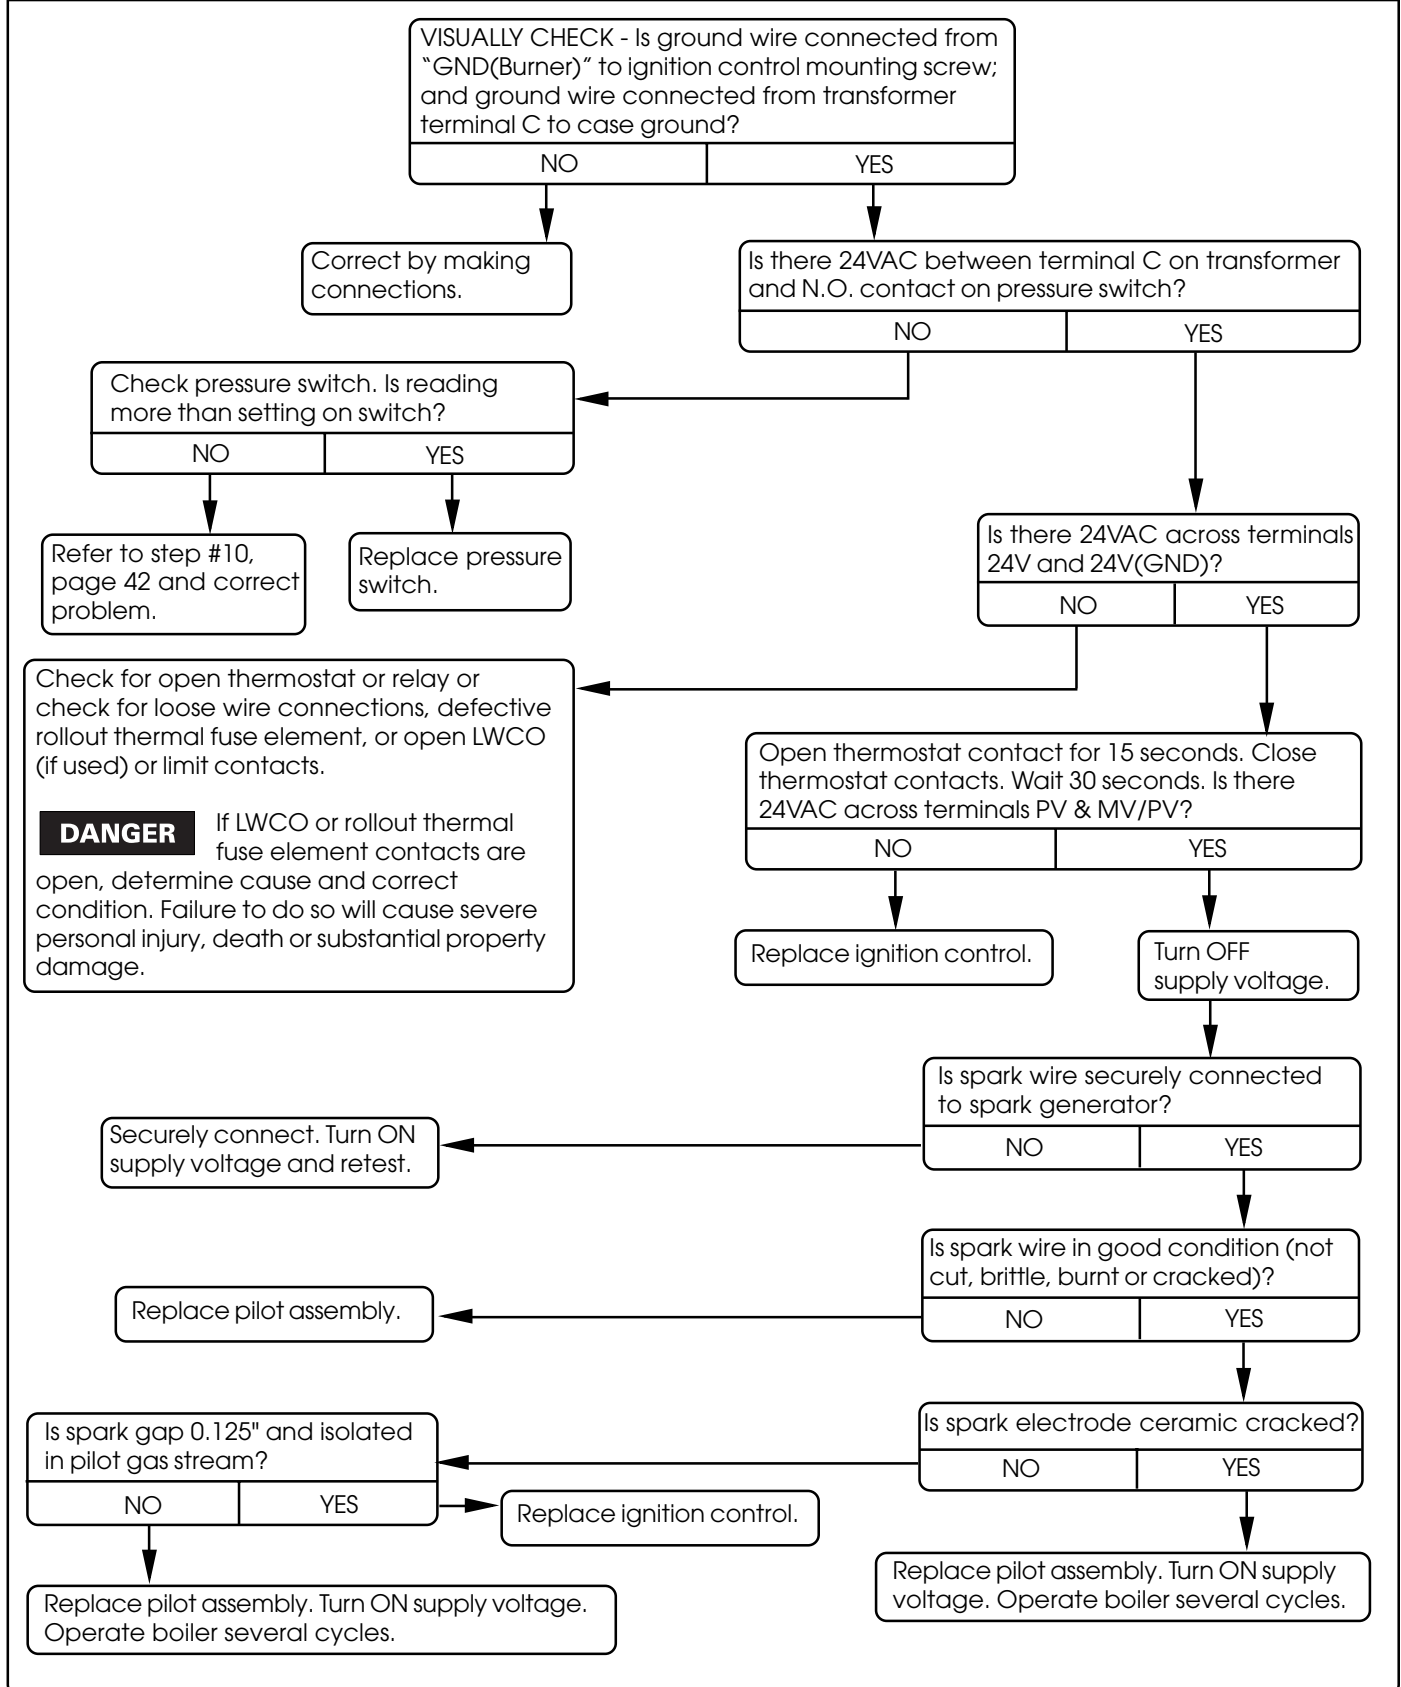 VISUALLY CHECK - Is ground wire connected from
“GND(Burner)” to ignition control mounting screw;
and ground wire connected from transformer
terminal C to case ground?
NO
YES
Correct by making
connections.
Is there 24VAC between terminal C on transformer
and N.O. contact on pressure switch?
NO
YES
Check pressure switch. Is reading
more than setting on switch?
NO
YES
Refer to step #10,
page 42 and correct
problem.
Replace pressure
switch.
Is there 24VAC across terminals
24V and 24V(GND)?
NO
YES
Check for open thermostat or relay or
check for loose wire connections, defective
rollout thermal fuse element, or open LWCO
(if used) or limit contacts.
DANGER If LWCO or rollout thermal
fuse element contacts are
open, determine cause and correct
condition. Failure to do so will cause severe
personal injury, death or substantial property
damage.
Open thermostat contact for 15 seconds. Close
thermostat contacts. Wait 30 seconds. Is there
24VAC across terminals PV & MV/PV?
NO
YES
Replace ignition control.
Turn OFF
supply voltage.
Is spark wire securely connected
to spark generator?
NO
YES
Securely connect. Turn ON
supply voltage and retest.
Is spark wire in good condition (not
cut, brittle, burnt or cracked)?
NO
YES
Replace pilot assembly.
Is spark electrode ceramic cracked?
NO
YES
Is spark gap 0.125" and isolated
in pilot gas stream?
NO
YES
Replace ignition control.
Replace pilot assembly. Turn ON supply
voltage. Operate boiler several cycles.
Replace pilot assembly. Turn ON supply voltage.
Operate boiler several cycles.